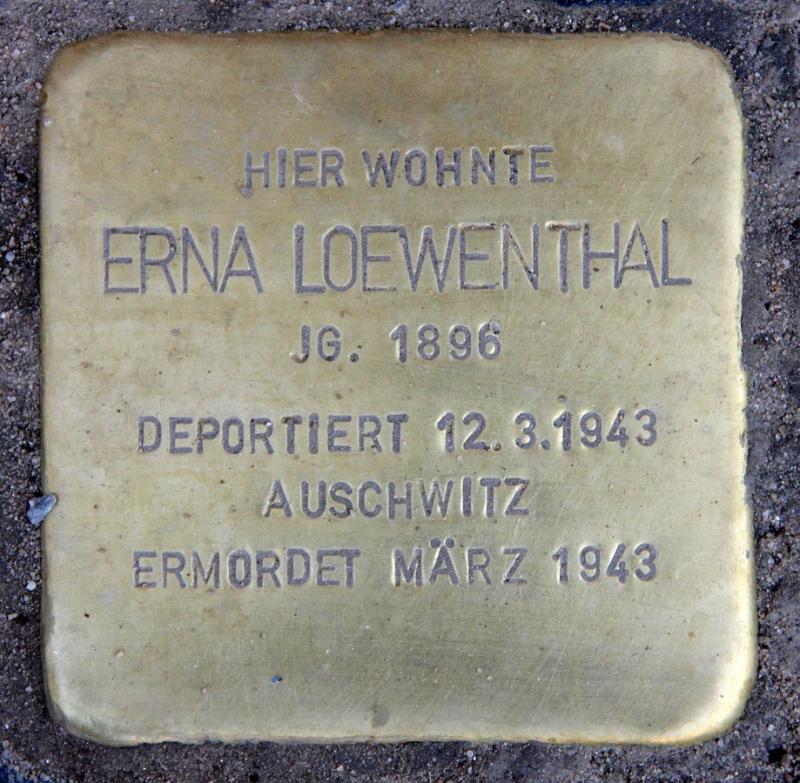 HIER WOHNTE
ERNA LOEWENTHAL
JG. 1896
DEPORTIERT 12.3.1943
AUSCHWITZ
ERMORDET MÄRZ 1943